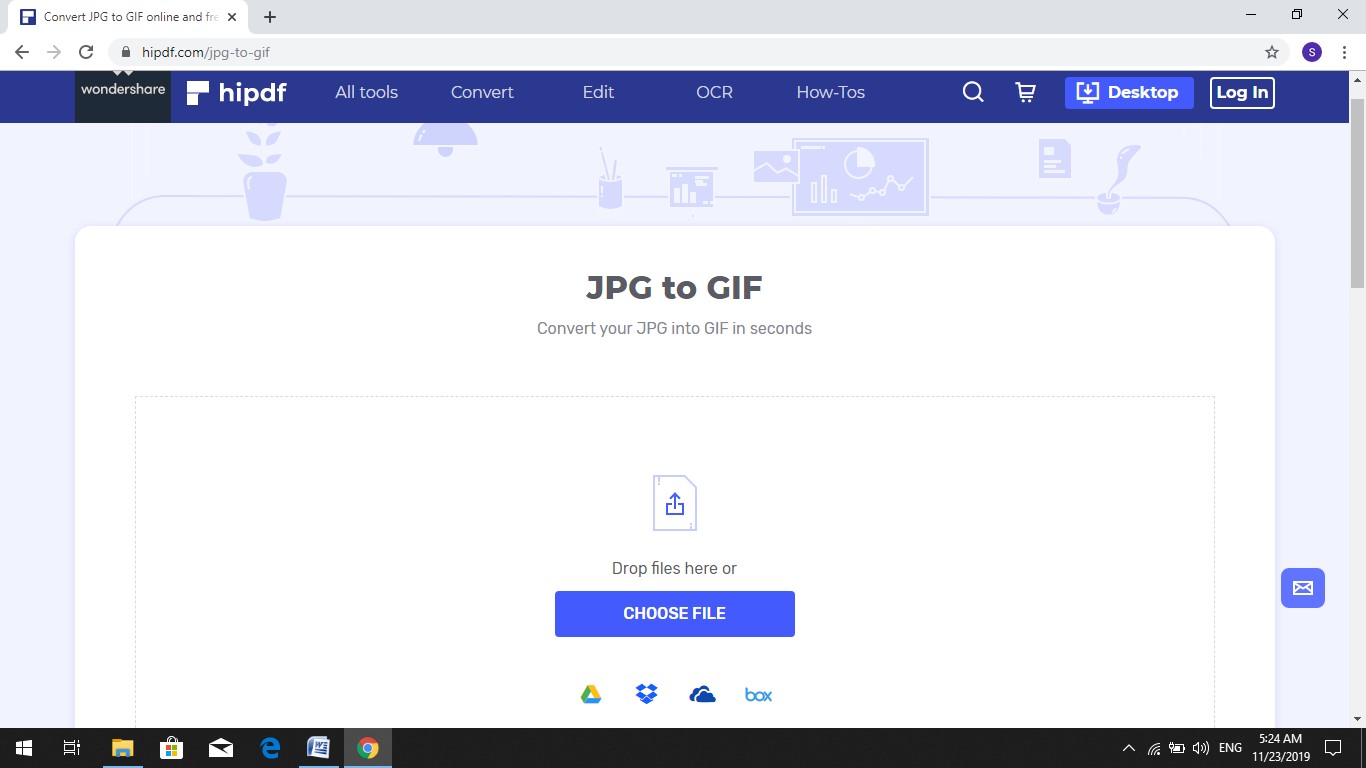 Convert JPG to GIF online and fre
hipdf.com/jpg-to-gif
S
wondershare
hipdf
All tools
Convert
Edit
OCR
How-Tos
Desktop
Log In
JPG to GIF
Convert your JPG into GIF in seconds
Drop files here or
CHOOSE FILE
box
W
ENG
5:24 AM
11/23/2019